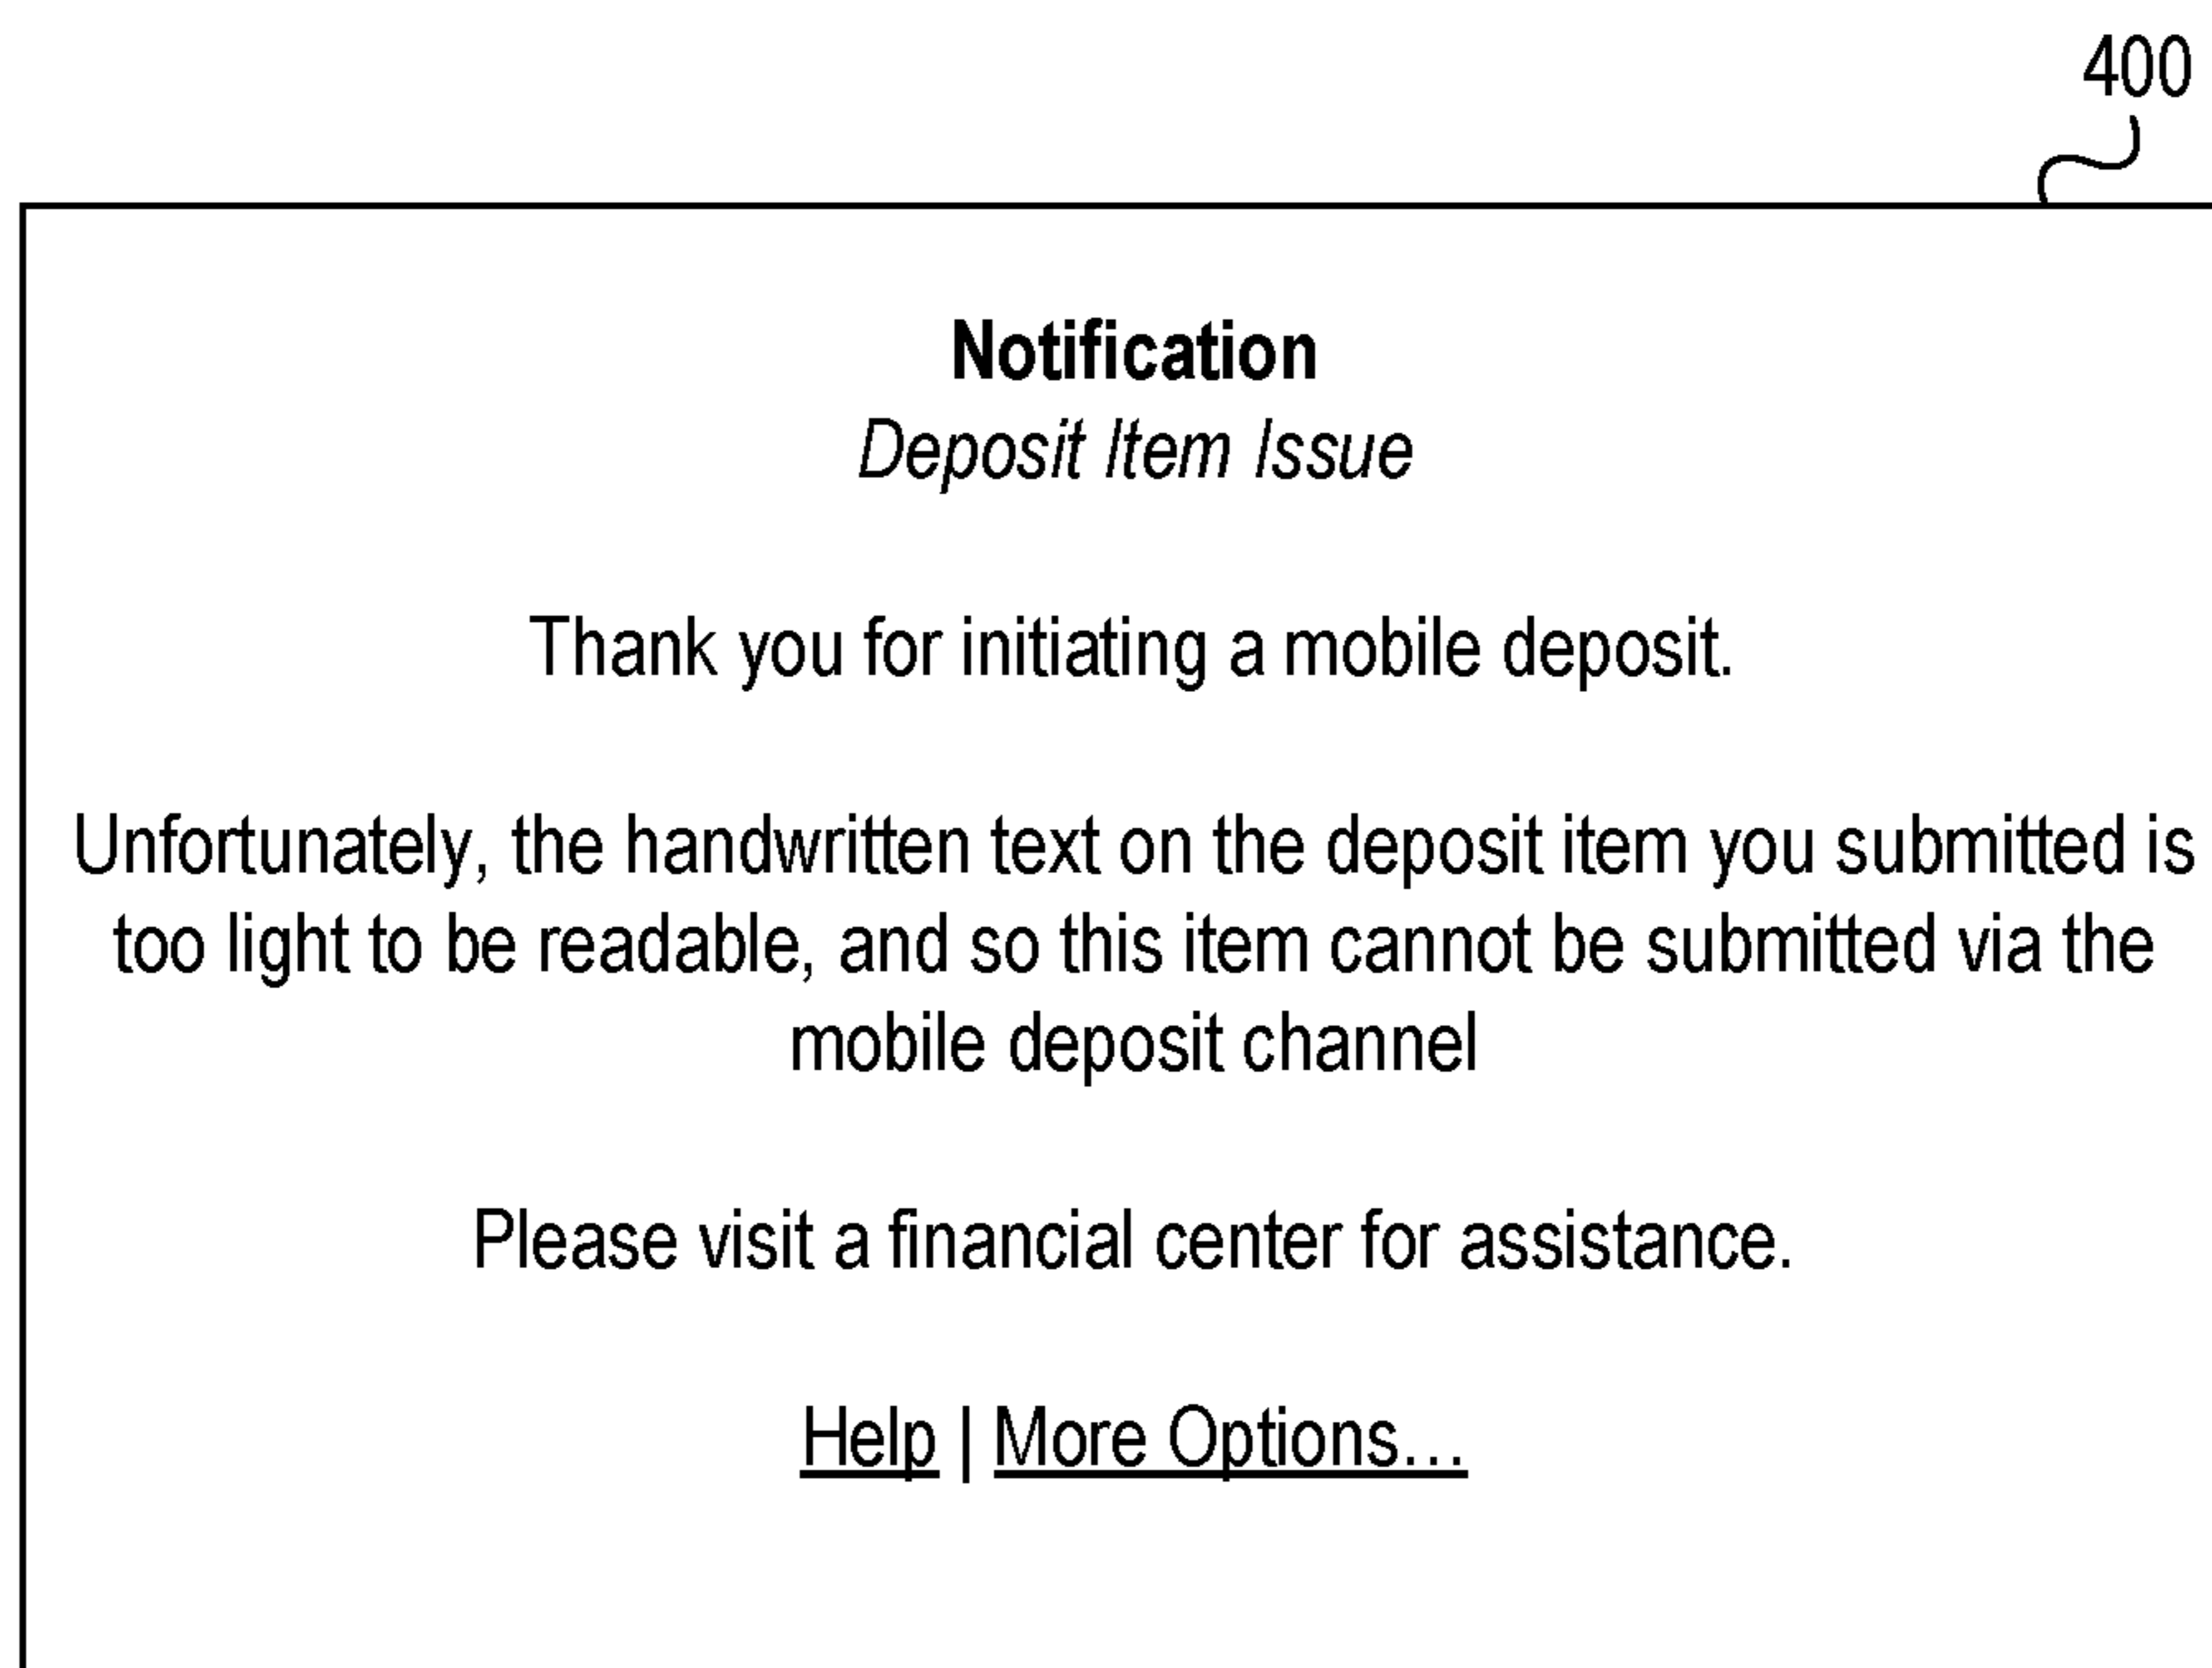 400
Notification
Deposit Item Issue
Thank you for initiating a mobile deposit.
Unfortunately, the handwritten text on the deposit item you submitted is
too light to be readable, and so this item cannot be submitted via the
mobile deposit channel
Please visit a financial center for assistance.
Help | More Options...